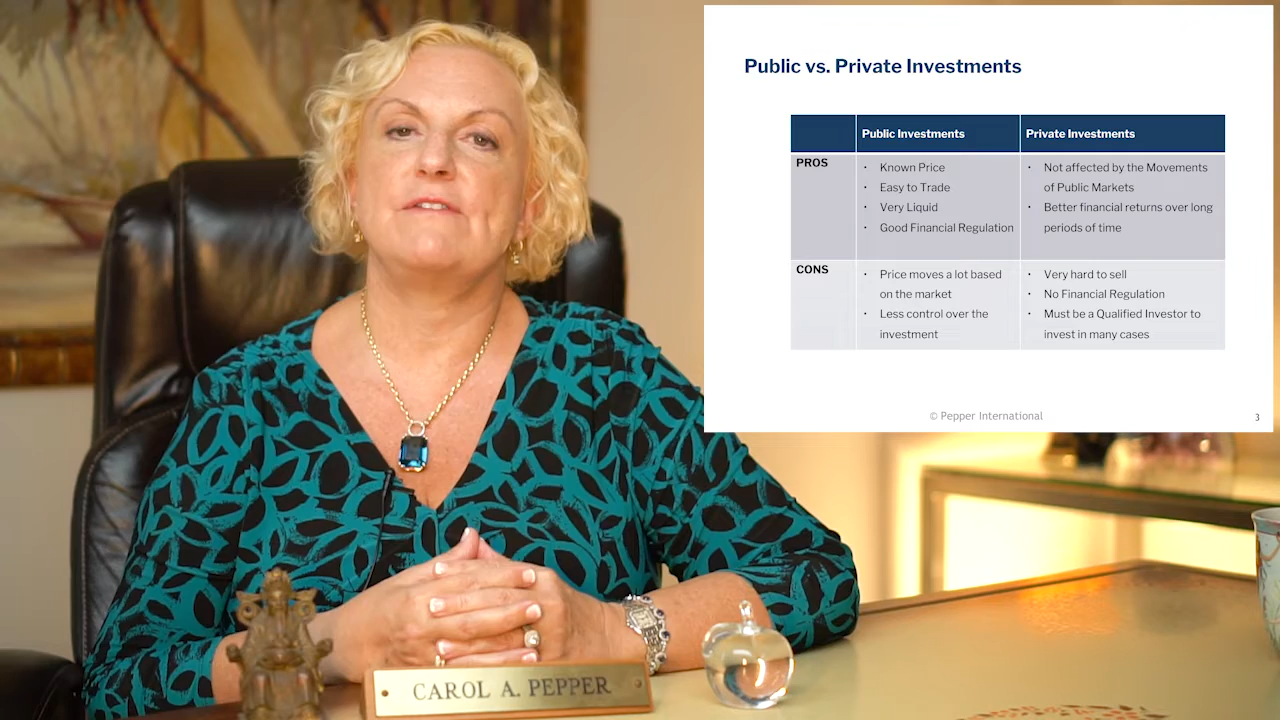 Public vs. Private Investments
Public Investments
Private Investments
PROS
• Known Price
• Easy to Trade
• Very Liquid
• Good Financial Regulation
• Not affected by the Movements
of Public Markets
• Better financial returns over long
periods of time
CONS
• Price moves a lot based
on the market
• Less control over the
investment
• Very hard to sell
• No Financial Regulation
• Must be a Qualified Investor to
invest in many cases
© Pepper International
3
CAROL A. PEPPER